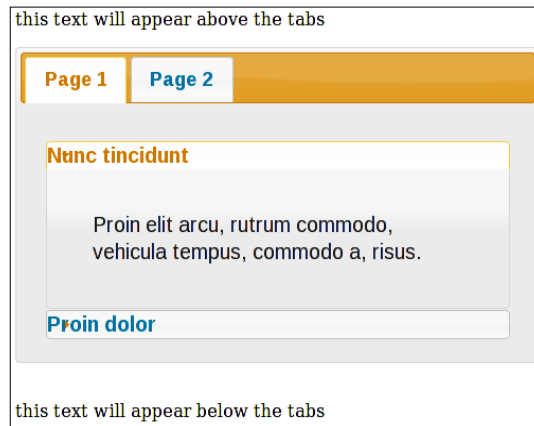 this text will appear above the tabs
Page 1 Page 2
Nunc tincidunt
Proin elit arcu, rutrum commodo,
vehicula tempus, commodo a, risus.
Proin dolor
this text will appear below the tabs